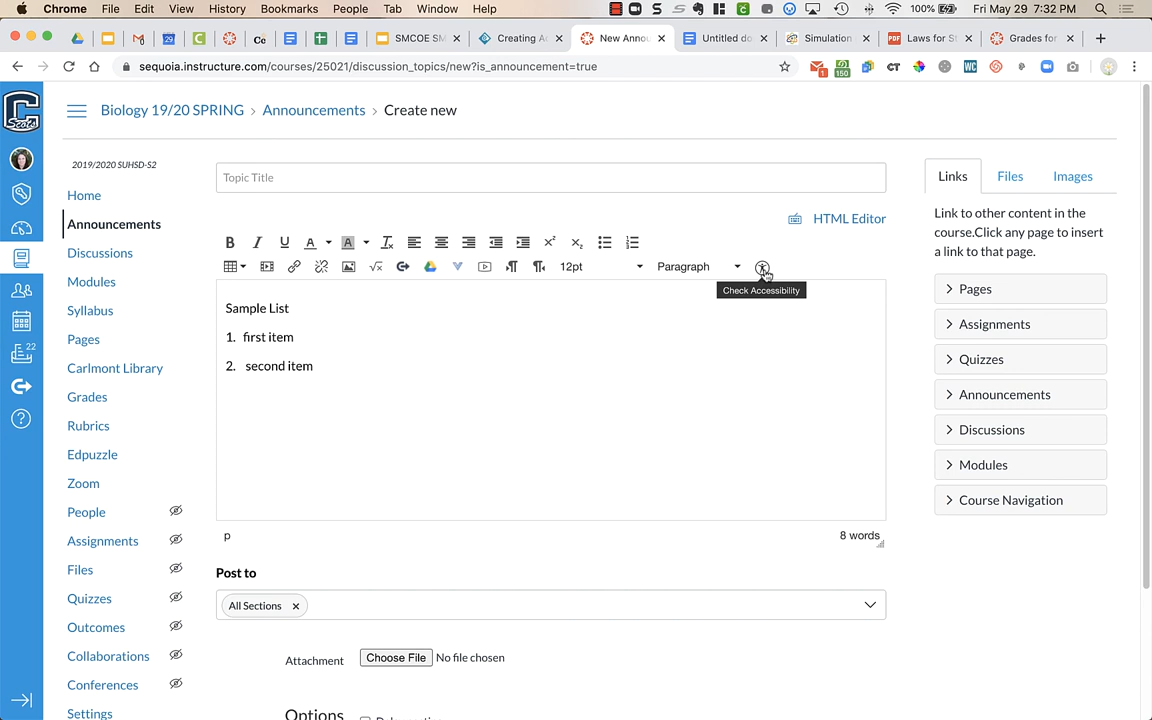 Chrome File Edit View History Bookmarks People Tab Window Help 100% Fri May 29 7:32 PM
SMCOE SM Creating A New Annou Untitled do Simulation Laws for S Grades for
sequoia.instructure.com/courses/25021/discussion_topics/new?is_announcement=true
Biology 19/20 SPRING > Announcements > Create new
2019/2020 SUHSD-S2
Home
Announcements
Discussions
Modules
Syllabus
Pages
Carlmont Library
Grades
Rubrics
Edpuzzle
Zoom
People
Assignments
Files
Quizzes
Outcomes
Collaborations
Conferences
Settings
22
Topic Title
HTML Editor
12pt Paragraph
Check Accessibility
Sample List
1. first item
2. second item
p
8 words
Post to
All Sections ×
Attachment Choose File No file chosen
Options
Links Files Images
Link to other content in the
course.Click any page to insert
a link to that page.
Pages
Assignments
Quizzes
Announcements
Discussions
Modules
Course Navigation